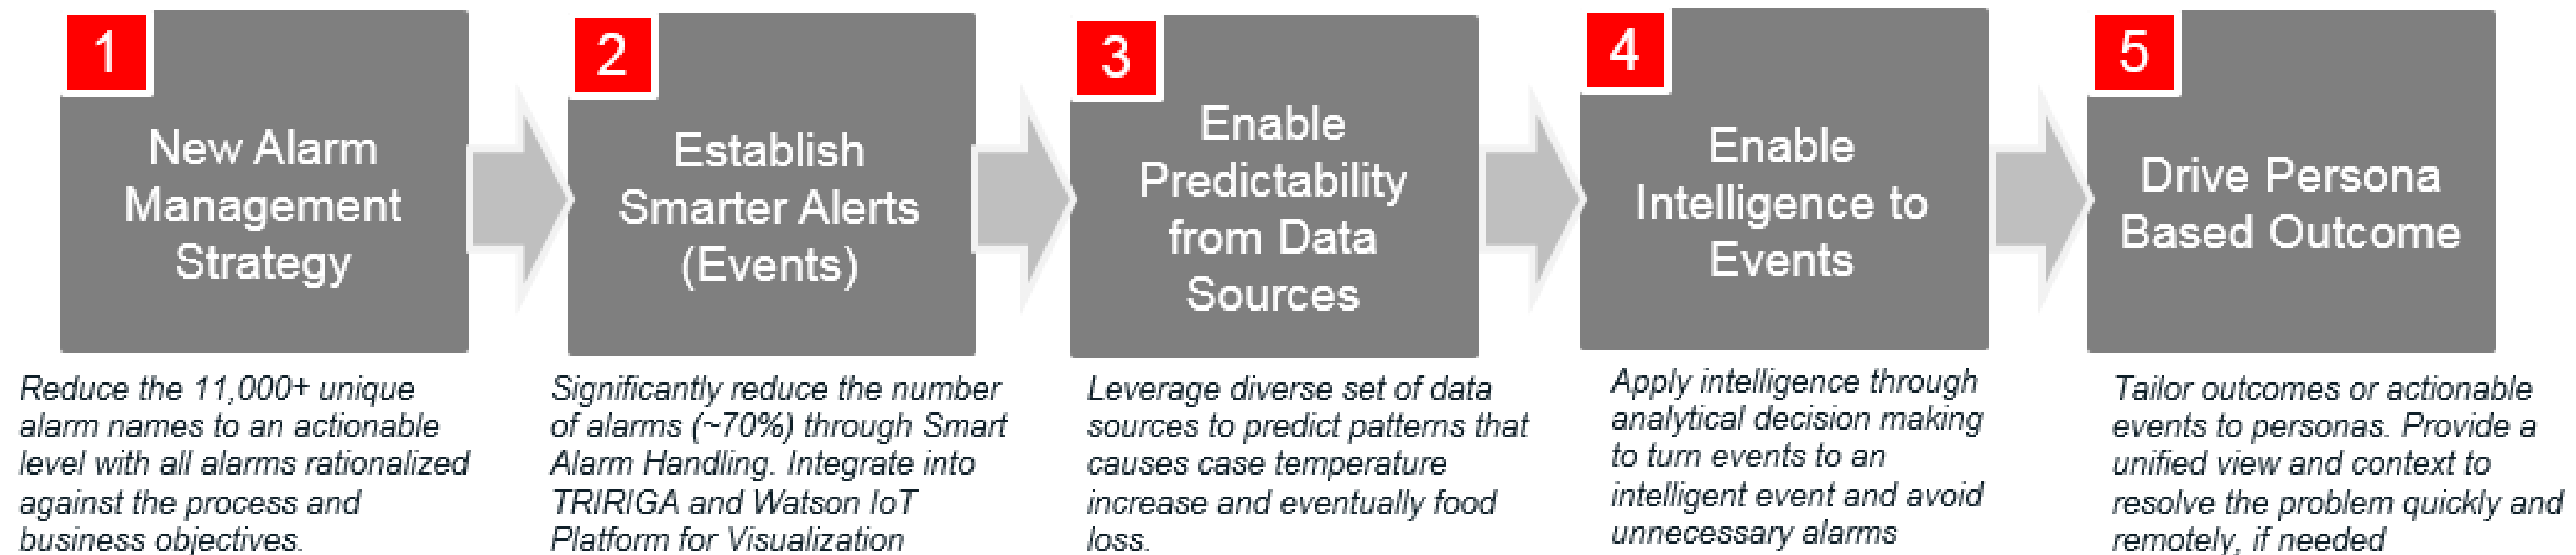 1
New Alarm
Management
Strategy
Reduce the 11,000+ unique
alarm names to an actionable
level with all alarms rationalized
against the process and
business objectives.
2
Establish
Smarter Alerts
(Events)
Significantly reduce the number
of alarms (~70%) through Smart
Alarm Handling. Integrate into
TRIRIGA and Watson IoT
Platform for Visualization
3
Enable
Predictability
from Data
Sources
Leverage diverse set of data
sources to predict patterns that
causes case temperature
increase and eventually food
loss.
4
Enable
Intelligence to
Events
Apply intelligence through
analytical decision making
to turn events to an
intelligent event and avoid
unnecessary alarms
5
Drive Persona
Based Outcome
Tailor outcomes or actionable
events to personas. Provide a
unified view and context to
resolve the problem quickly and
remotely, if needed